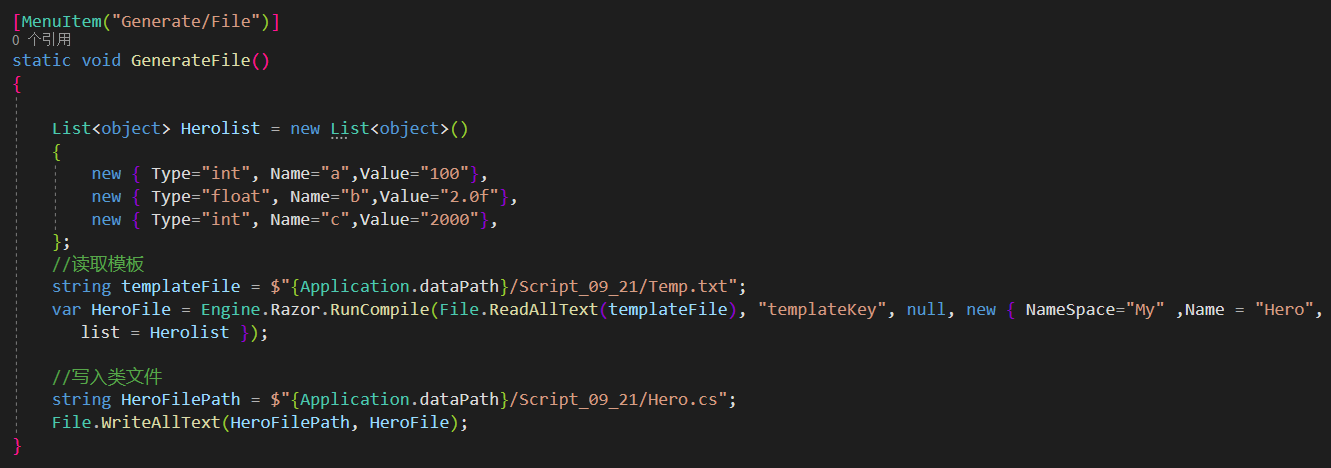 [MenuItem("Generate/File")]
0 个引用
static void GenerateFile()
{
List<object> Herolist = new List<object>()
{
new { Type="int", Name="a",Value="100"},
new { Type="float", Name="b",Value="2.0f"},
new { Type="int", Name="c",Value="2000"},
};
//读取模板
string templateFile = $"{Application.dataPath}/Script_09_21/Temp.txt";
var HeroFile = Engine.Razor.RunCompile(File.ReadAllText(templateFile), "templateKey", null, new { NameSpace="My" ,Name = "Hero",
list = Herolist });
//写入类文件
string HeroFilePath = $"{Application.dataPath}/Script_09_21/Hero.cs";
File.WriteAllText(HeroFilePath, HeroFile);
}